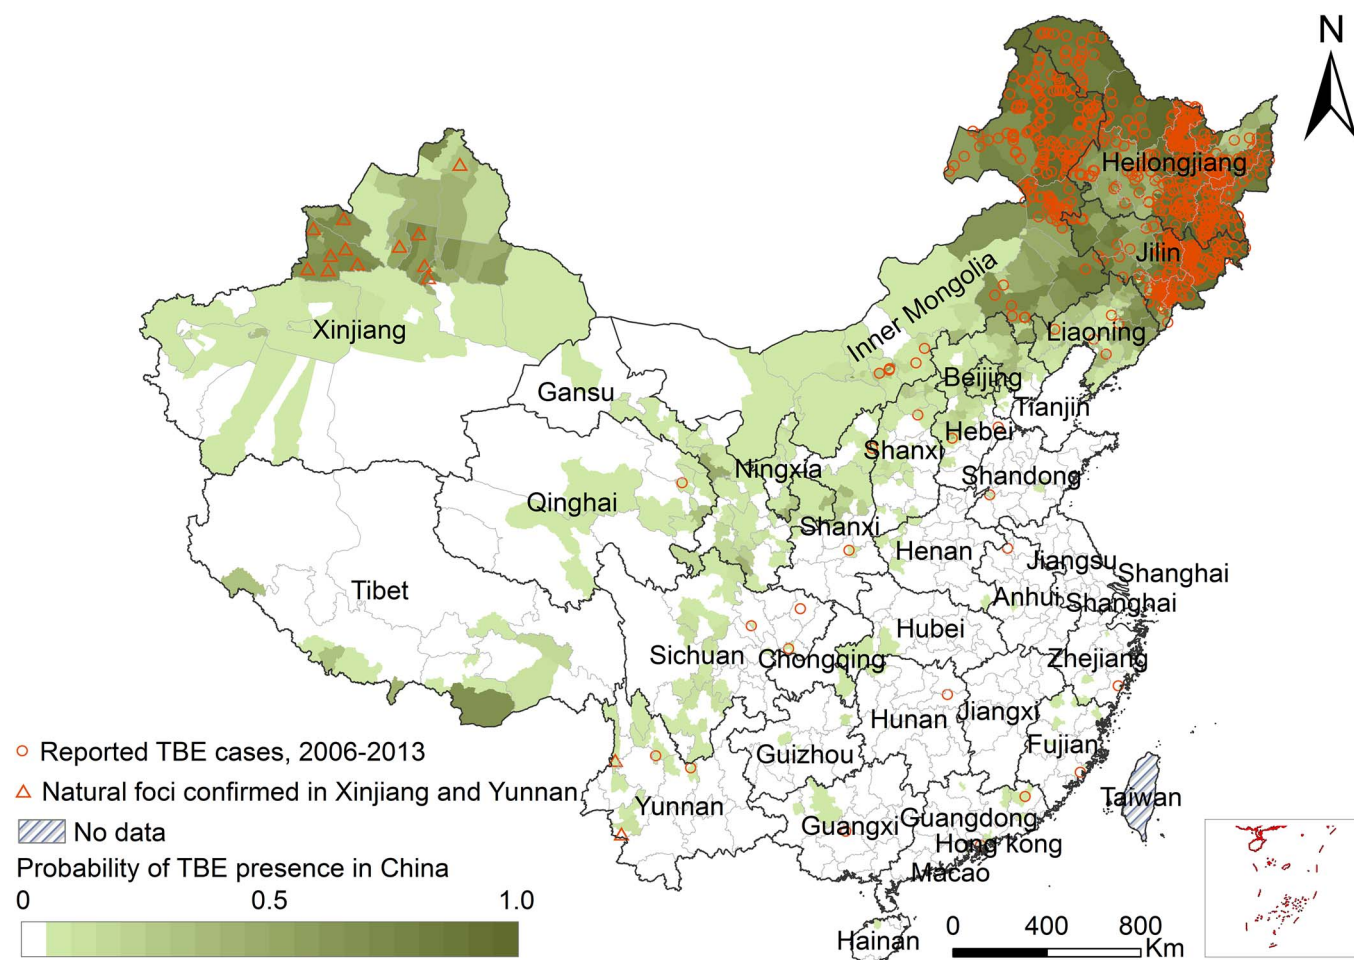 N
Heilongjiang
Jilin
Inner Mongolia
Liaoning
Xinjiang
Beijing
Gansu
Tianjin
Hebei
Shanxi
Ningxia
Shandong
Qinghai
Shanxi
Henan
Jiangsu
Shanghai
Tibet
Anhui
Shanghai
Hubei
Sichuan
Chongqing
Zhejiang
Hunan
Jiangxi
Fujian
Guizhou
Reported TBE cases, 2006-2013
Natural foci confirmed in Xinjiang and Yunnan
Yunnan
Taiwan
Guangxi
Guangdong
No data
Hong kong
Macao
Probability of TBE presence in China
0 0.5 1.0
Hainan
0 400 800
Km